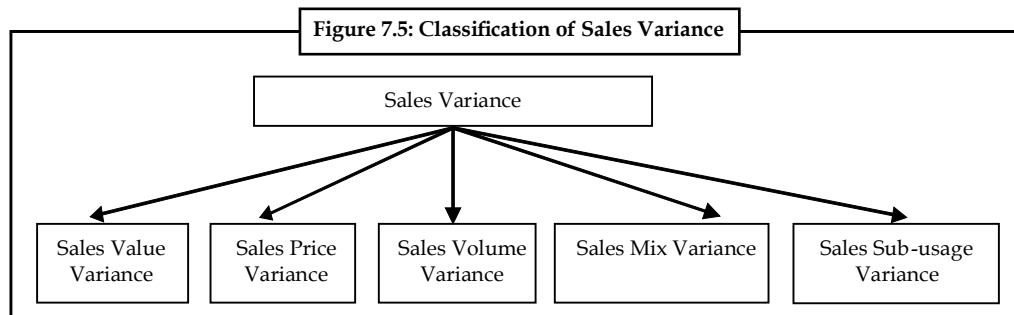 Figure 7.5: Classification of Sales Variance
Sales Variance
Sales Value
Variance
Sales Price
Variance
Sales Volume
Variance
Sales Mix Variance
Sales Sub-usage
Variance